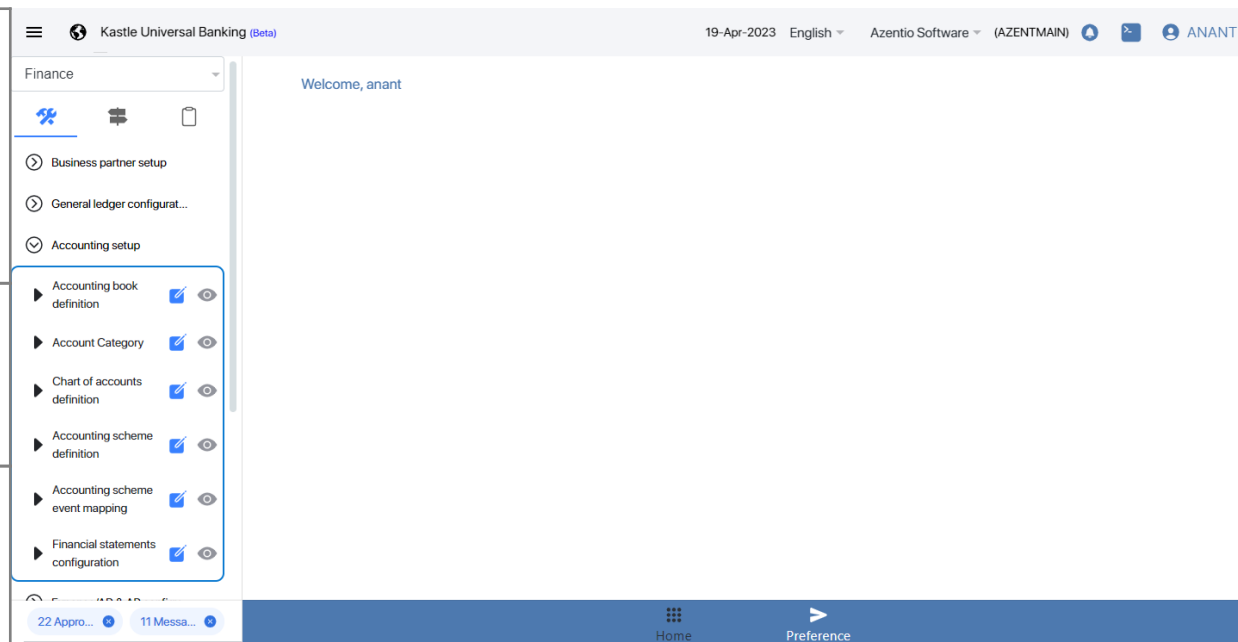 Kastle Universal Banking (Beta)
19-Apr-2023 English Azentio Software (AZENTMAIN) ANANT
Finance
Welcome, anant
Business partner setup
General ledger configurat...
Accounting setup
Accounting book
definition
Account Category
Chart of accounts
definition
Accounting scheme
definition
Accounting scheme
event mapping
Financial statements
configuration
22 Appro... 11 Messa...
Home Preference